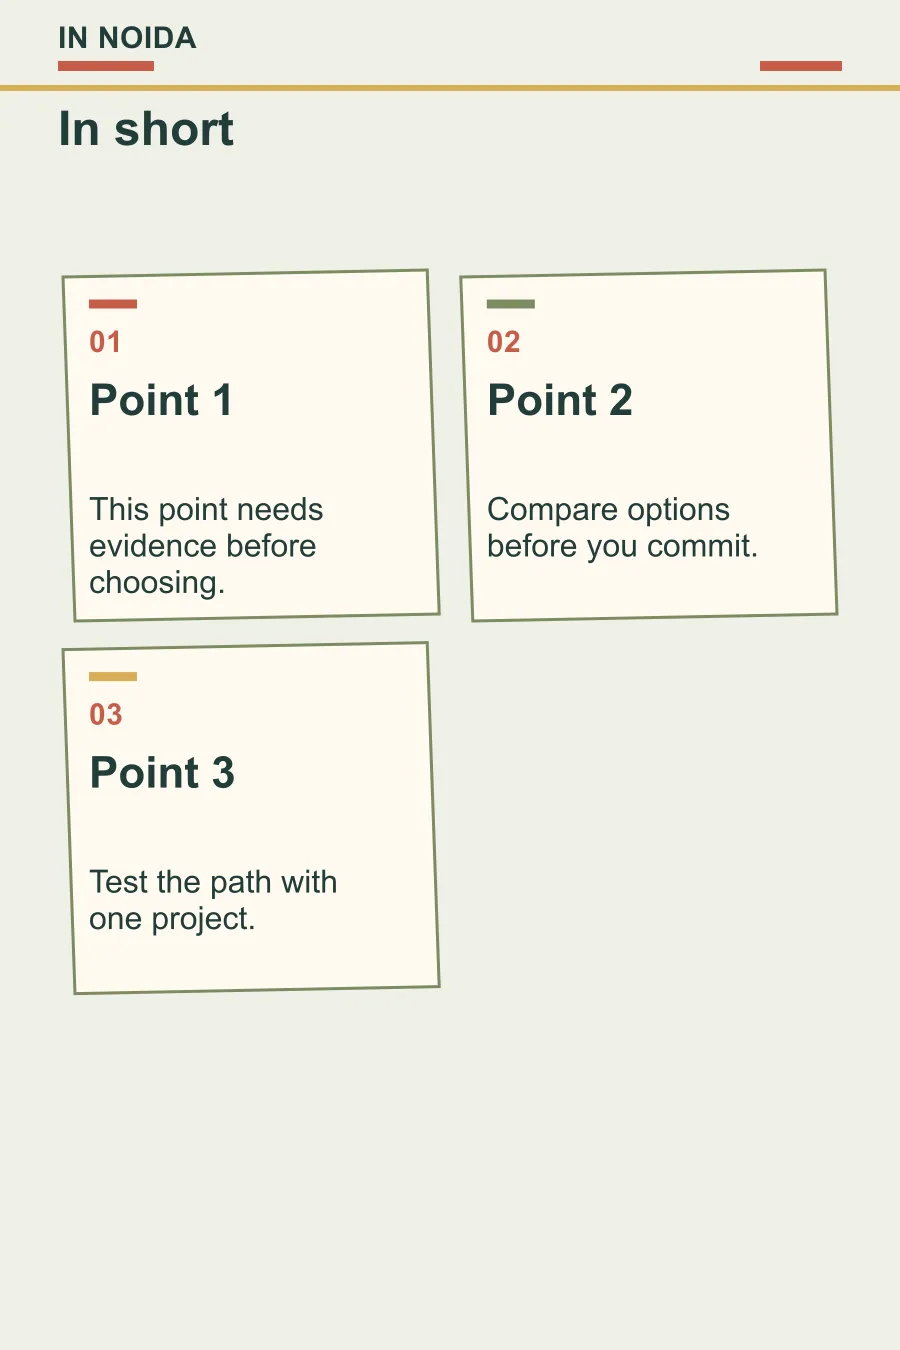 IN NOIDA
In short
01
Point 1
This point needs
evidence before
choosing.
02
Point 2
Compare options
before you commit.
03
Point 3
Test the path with
one project.